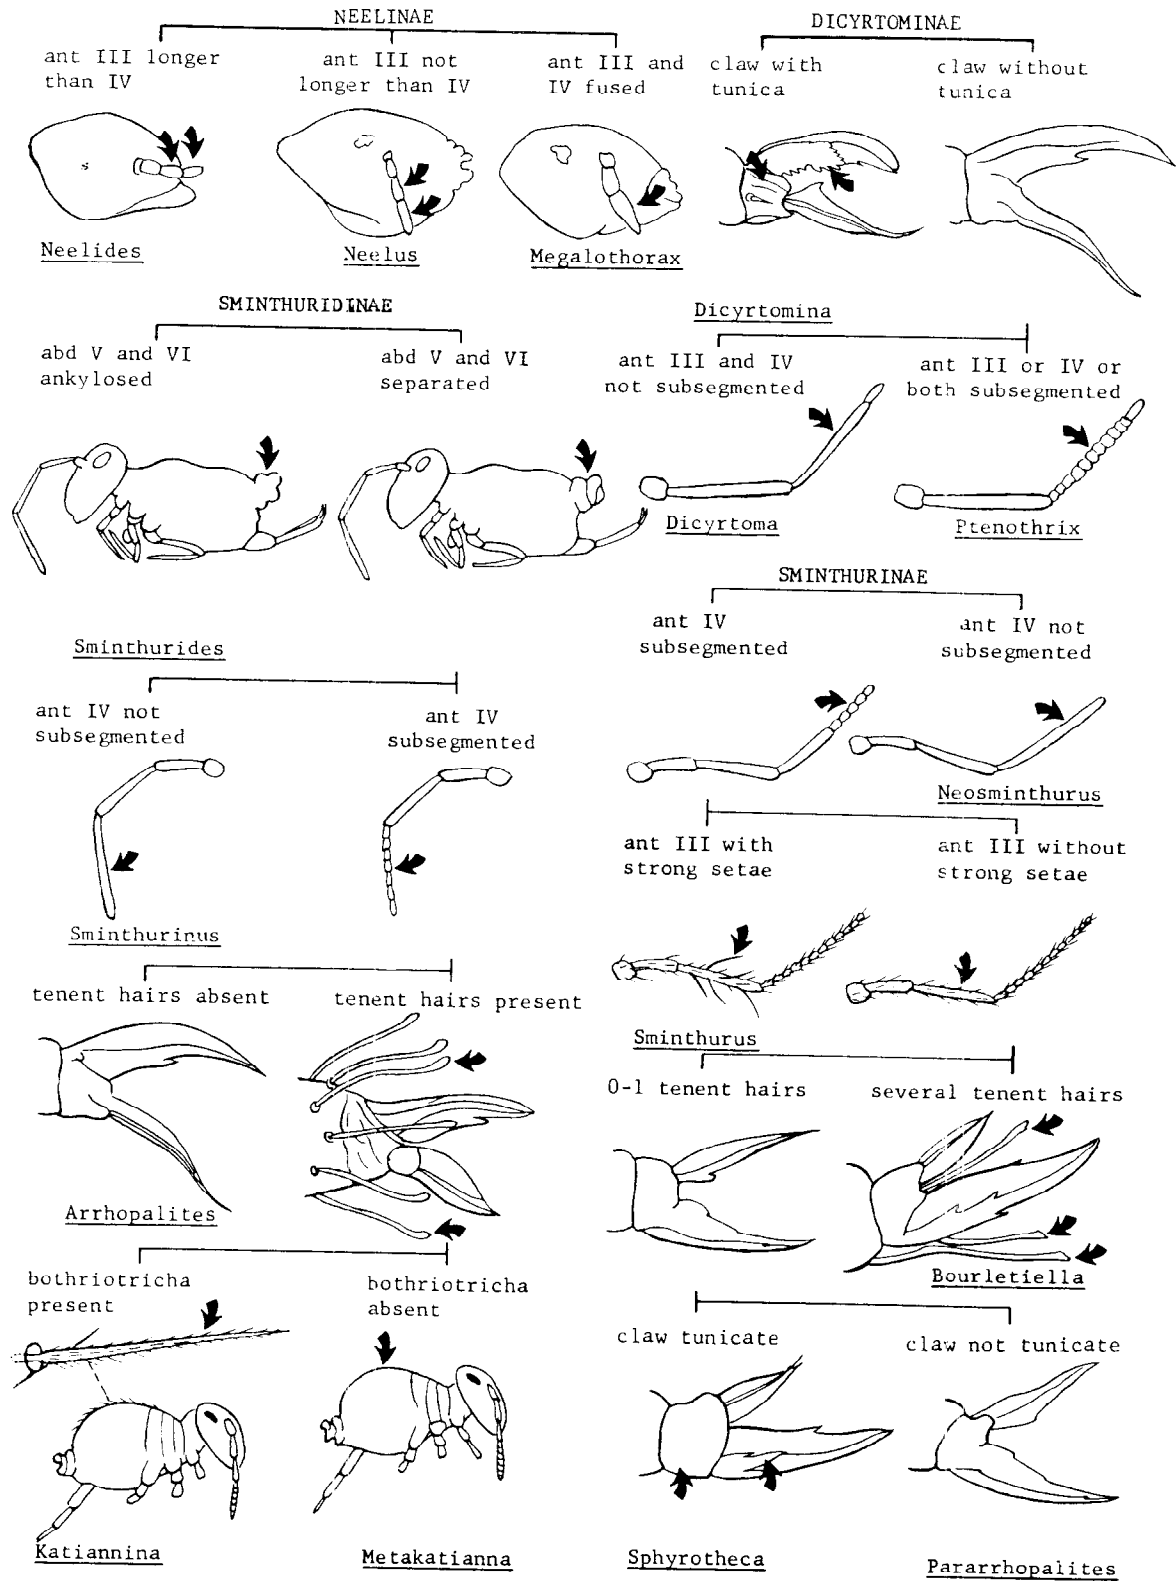 NEELINAE
ant III longer
than IV
ant III not
longer than IV
ant III and
IV fused
Neelides
Neelus
Megalothorax
DICYRTOMINAE
claw with
tunica
claw without
tunica
Dicyrtomina
ant III and IV
not subsegmented
ant III or IV or
both subsegmented
Dicyrtoma
Ptenothrix
SMINTHURIDINAE
abd V and VI
ankylosed
abd V and VI
separated
Sminthurides
ant IV not
subsegmented
ant IV
subsegmented
Sminthurinus
tenent hairs absent
tenent hairs present
Arrhopalites
bothriotricha
present
bothriotricha
absent
Katiannina
Metakatianna
SMINTHURINAE
ant IV
subsegmented
ant IV not
subsegmented
Neosminthurus
ant III with
strong setae
ant III without
strong setae
Sminthurus
0-1 tenent hairs
several tenent hairs
Bourletiella
claw tunicate
claw not tunicate
Sphyrotheca
Pararrhopalites